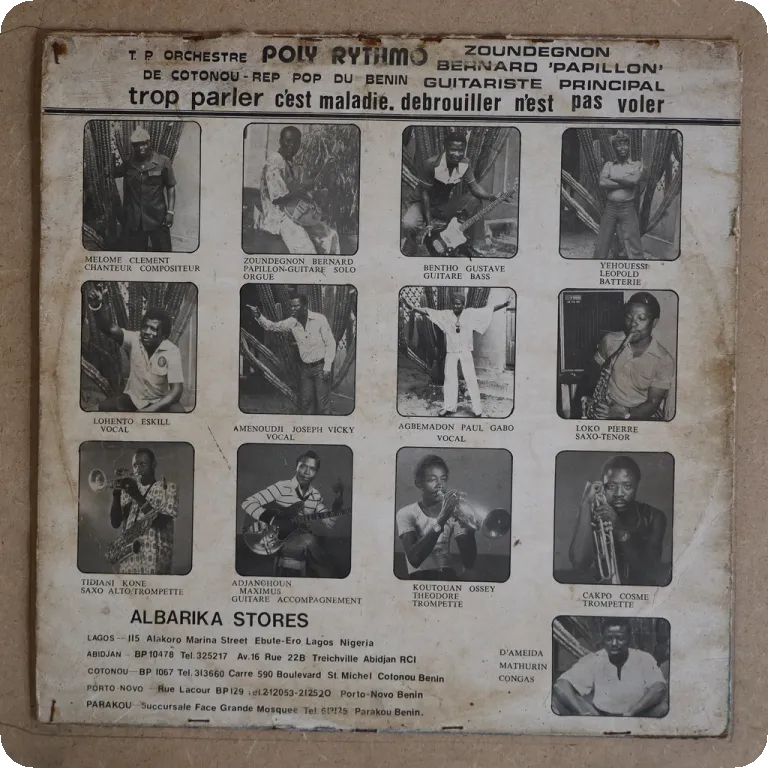 T. P. ORCHESTRE POLY RYTHMO
DE COTONOU - REP POP DU BENIN
ZOUNDEGNON
BERNARD 'PAPILLON'
GUITARISTE PRINCIPAL
trop parler c'est maladie. debrouiller n'est pas voler
MELOME CLEMENT
CHANTEUR COMPOSITEUR
ZOUNDEGNON BERNARD
PAPILLON-GUITARE SOLO
ORGUE
BENTHO GUSTAVE
GUITARE BASS
YEHOUESSI
LEOPOLD
BATTERIE
LOHENTO ESKILL
VOCAL
AMENOUDJI JOSEPH VICKY
VOCAL
AGBEMADON PAUL GABO
VOCAL
LOKO PIERRE
SAXO-TENOR
TIDIANI KONE
SAXO ALTO/TROMPETTE
ADJANOHOUN
MAXIMUS
GUITARE ACCOMPAGNEMENT
KOUTOUAN OSSEY
THEODORE
TROMPETTE
CAKPO COSME
TROMPETTE
ALBARIKA STORES
LAGOS - 115 Alakoro Marina Street Ebute-Ero Lagos Nigeria
ABIDJAN - BP 10478 Tel. 325217 Av. 16 Rue 22B Treichville Abidjan RCI
COTONOU - BP 1067 Tel. 313660 Carre 590 Boulevard St. Michel Cotonou Benin
PORTO NOVO - Rue Lacour BP 129 Tel. 212053-212520 Porto-Novo Benin
PARAKOU - Succursale Face Grande Mosquee Tel. Parakou Benin.
D'AMEIDA
MATHURIN
CONGAS